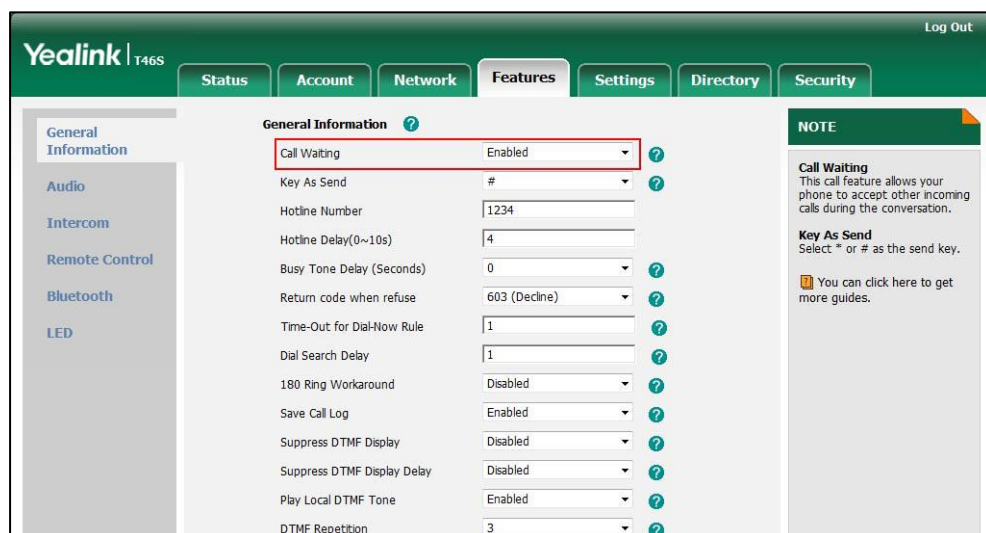 Log Out
Yealink | T46S
Status Account Network Features Settings Directory Security
General
Information
Audio
Intercom
Remote Control
Bluetooth
LED
General Information ?
Call Waiting Enabled ?
Key As Send # ?
Hotline Number 1234
Hotline Delay(0~10s) 4
Busy Tone Delay (Seconds) 0 ?
Return code when refuse 603 (Decline) ?
Time-Out for Dial-Now Rule 1 ?
Dial Search Delay 1 ?
180 Ring Workaround Disabled ?
Save Call Log Enabled ?
Suppress DTMF Display Disabled ?
Suppress DTMF Display Delay Disabled ?
Play Local DTMF Tone Enabled ?
DTMF Repetition 3 ?
NOTE
Call Waiting
This call feature allows your
phone to accept other incoming
calls during the conversation.
Key As Send
Select * or # as the send key.
? You can click here to get
more guides.